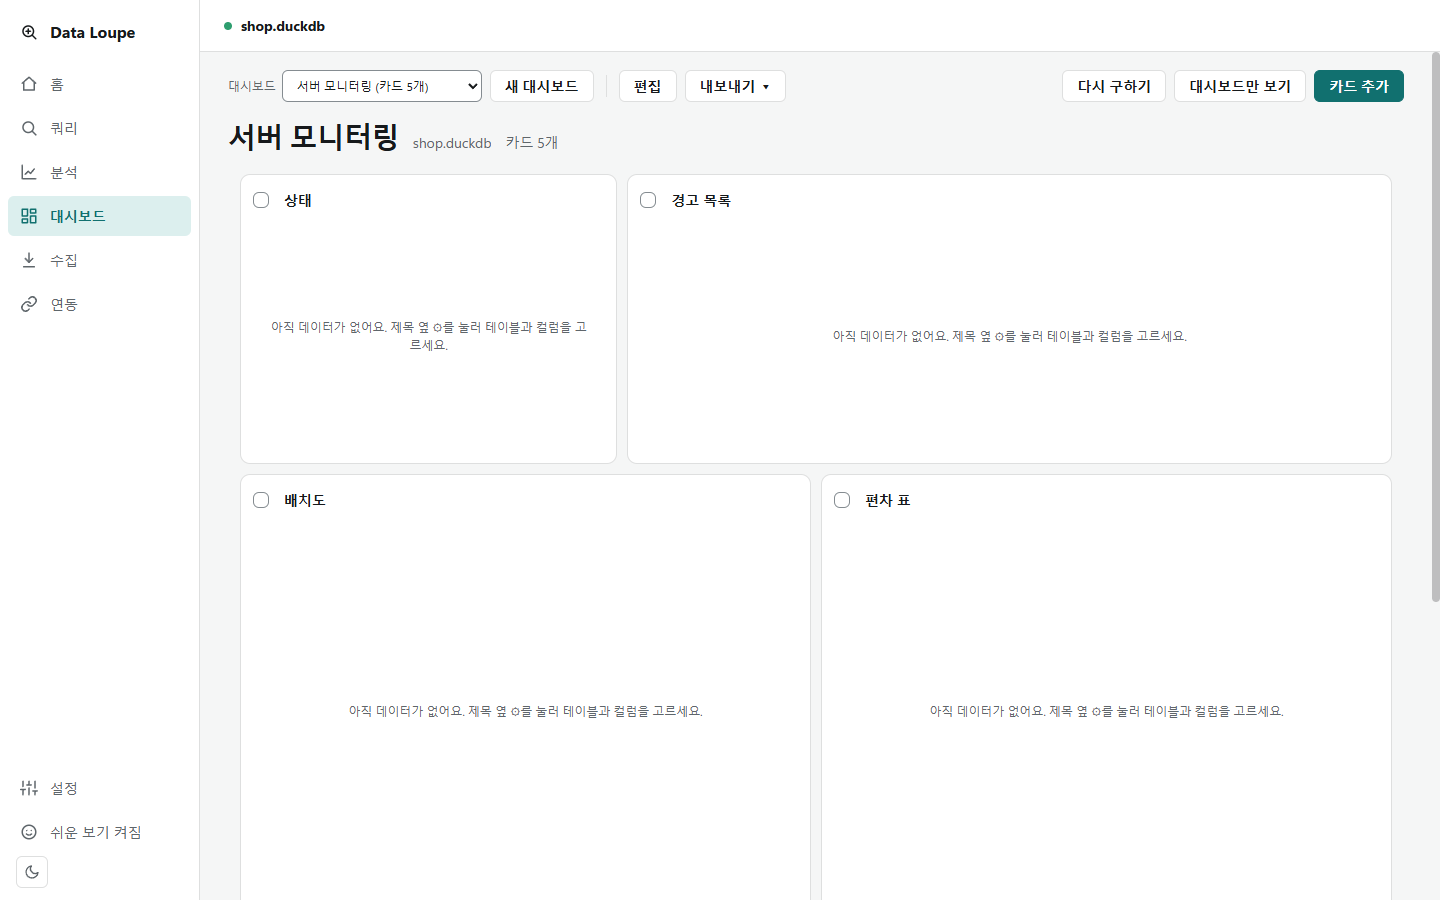 Data Loupe
shop.duckdb
홈
쿼리
분석
대시보드
수집
연동
설정
쉬운 보기 켜짐
대시보드
서버 모니터링 (카드 5개)
새 대시보드
편집
내보내기 ▾
다시 구하기
대시보드만 보기
카드 추가
서버 모니터링 shop.duckdb 카드 5개
상태
아직 데이터가 없어요. 제목 옆 ⚙를 눌러 테이블과 컬럼을 고
르세요.
경고 목록
아직 데이터가 없어요. 제목 옆 ⚙를 눌러 테이블과 컬럼을 고르세요.
배치도
아직 데이터가 없어요. 제목 옆 ⚙를 눌러 테이블과 컬럼을 고르세요.
편차 표
아직 데이터가 없어요. 제목 옆 ⚙를 눌러 테이블과 컬럼을 고르세요.